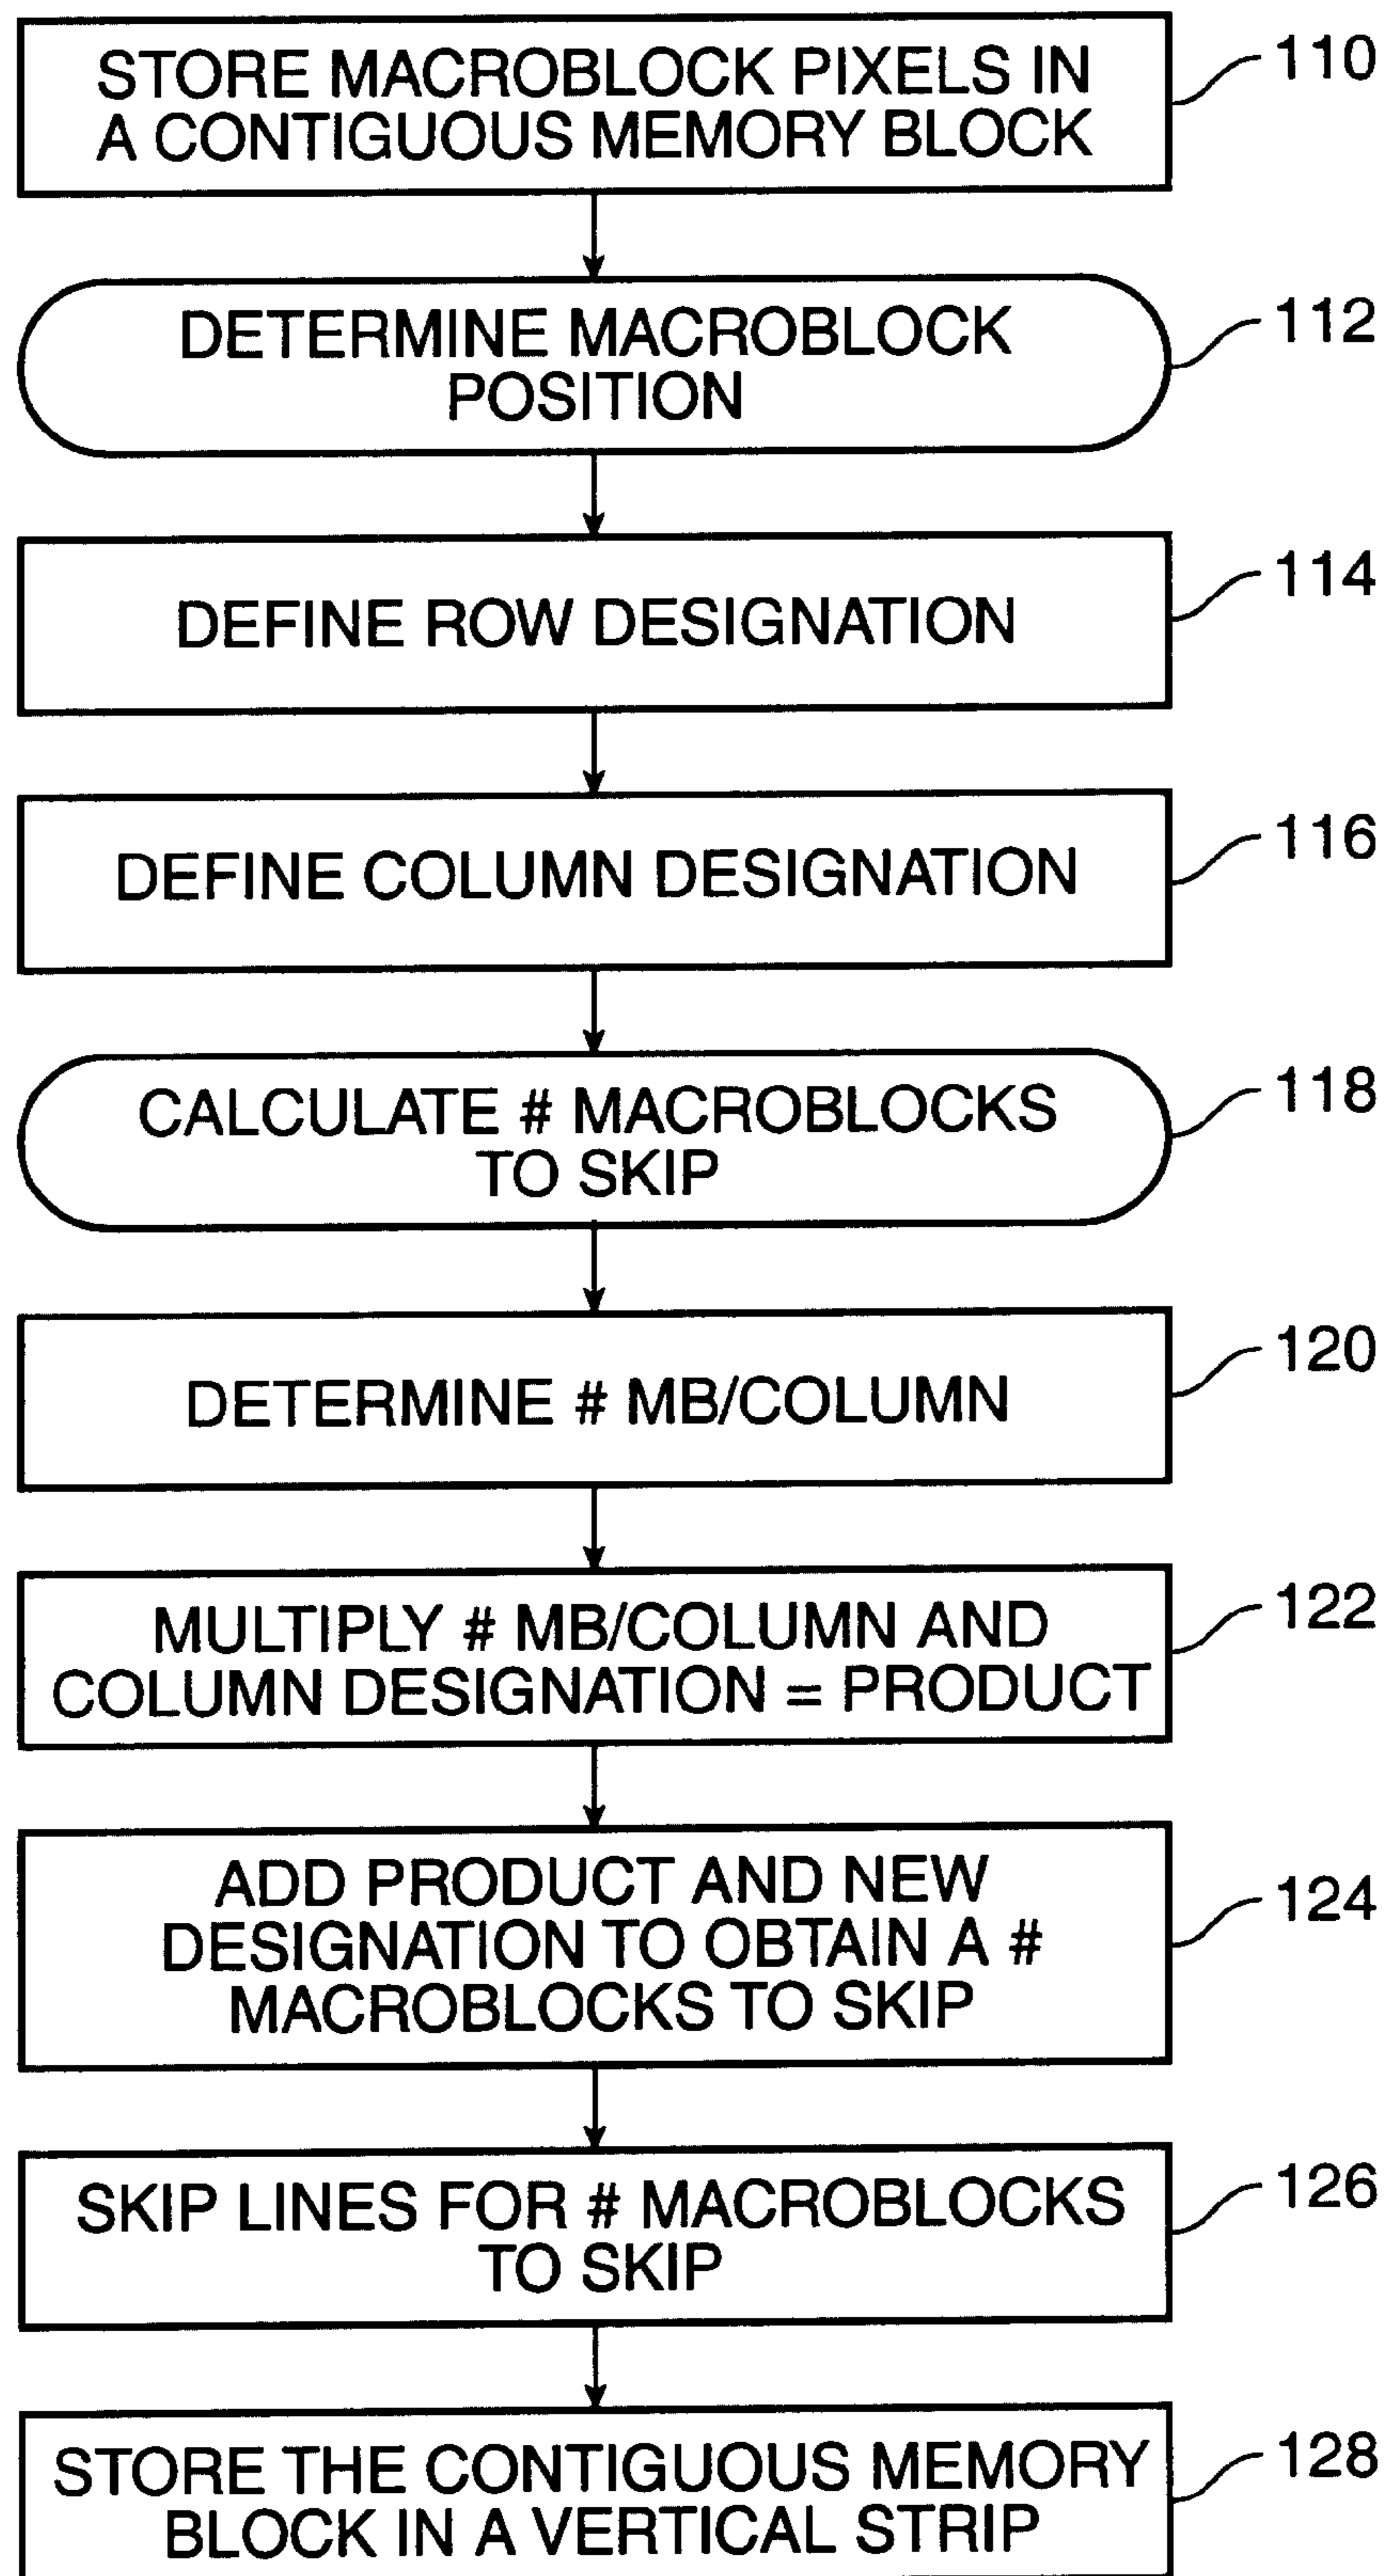 STORE MACROBLOCK PIXELS IN
A CONTIGUOUS MEMORY BLOCK
110
DETERMINE MACROBLOCK
POSITION
112
DEFINE ROW DESIGNATION
114
DEFINE COLUMN DESIGNATION
116
CALCULATE # MACROBLOCKS
TO SKIP
118
DETERMINE # MB/COLUMN
120
MULTIPLY # MB/COLUMN AND
COLUMN DESIGNATION = PRODUCT
122
ADD PRODUCT AND NEW
DESIGNATION TO OBTAIN A #
MACROBLOCKS TO SKIP
124
SKIP LINES FOR # MACROBLOCKS
TO SKIP
126
STORE THE CONTIGUOUS MEMORY
BLOCK IN A VERTICAL STRIP
128